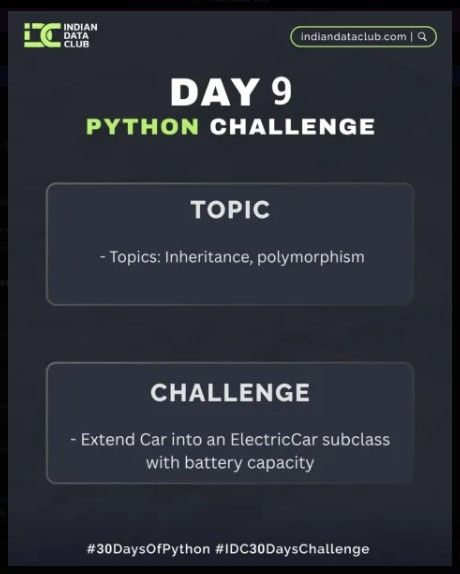 INDIAN
DATA
CLUB
indiandataclub.com |
DAY 9
PYTHON CHALLENGE
TOPIC
- Topics: Inheritance, polymorphism
CHALLENGE
- Extend Car into an ElectricCar subclass
with battery capacity
#30DaysOfPython #IDC30DaysChallenge